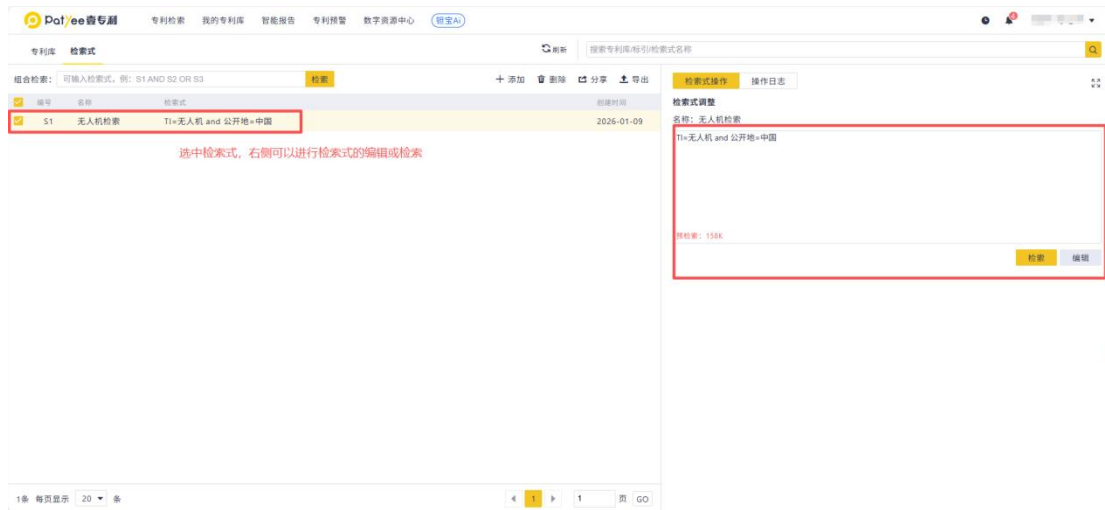 Patyee壹专利 专利检索 我的专利库 智能报告 专利预警 数字资源中心 壹宝Ai 4
专利库 检索式 刷新 搜索专利库/标引/检索式名称
组合检索: 可输入检索式，例: S1 AND S2 OR S3 检索 添加 删除 分享 导出
编号 名称 检索式 创建时间
S1 无人机检索 TI=无人机 and 公开地=中国 2026-01-09
选中检索式，右侧可以进行检索式的编辑或检索
检索式操作 操作日志
检索式调整
名称: 无人机检索
TI=无人机 and 公开地=中国
预检索: 158K
检索 编辑
1条 每页显示 20 条 1 1 页 GO